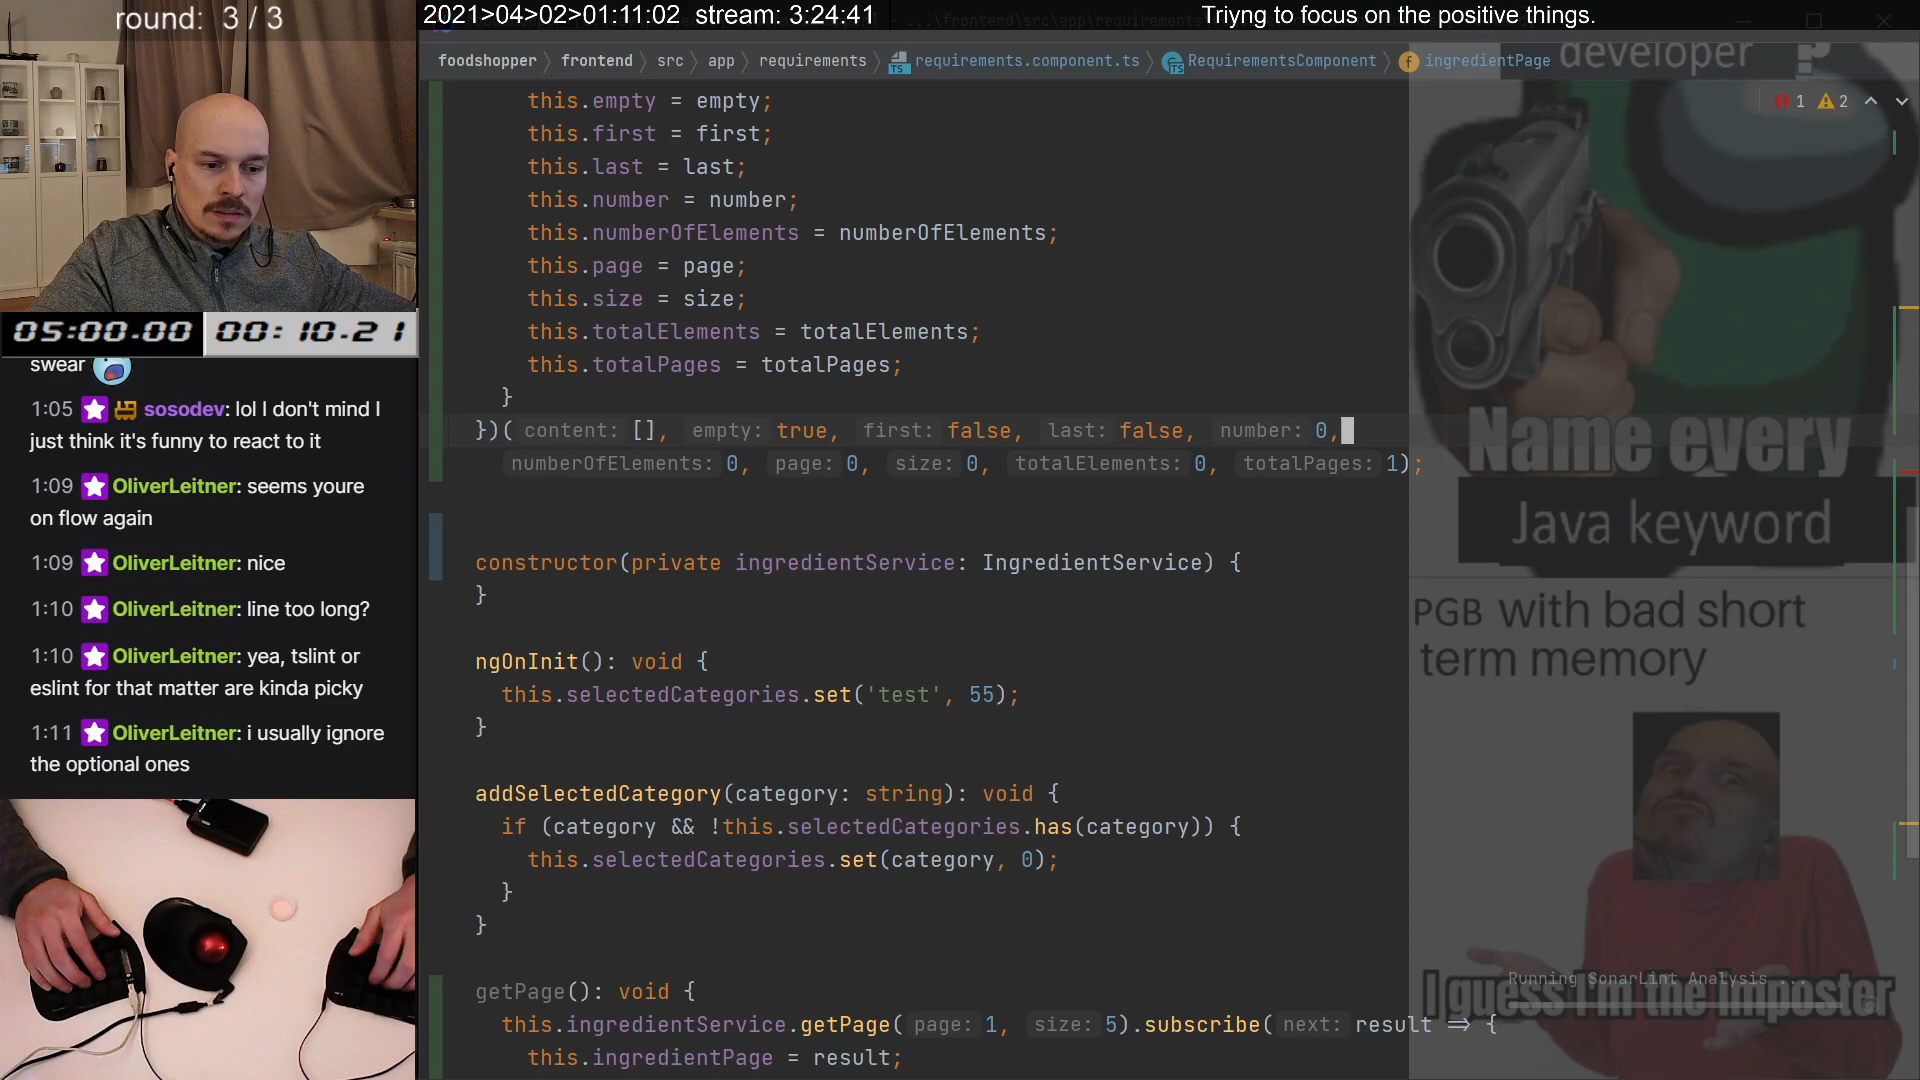 round: 3 / 3
2021>04>02>01:11:02 stream: 3:24:41
Triyng to focus on the positive things.
foodshopper
frontend
src
app
requirements
requirements.component.ts
RequirementsComponent
ingredientPage
developer ?
1 2
this.empty = empty;
this.first = first;
this.last = last;
this.number = number;
this.numberOfElements = numberOfElements;
this.page = page;
this.size = size;
this.totalElements = totalElements;
this.totalPages = totalPages;
}
})( content: [], empty: true, first: false, last: false, number: 0,
numberOfElements: 0, page: 0, size: 0, totalElements: 0, totalPages: 1);
constructor(private ingredientService: IngredientService) {
}
ngOnInit(): void {
this.selectedCategories.set('test', 55);
}
addSelectedCategory(category: string): void {
if (category && !this.selectedCategories.has(category)) {
this.selectedCategories.set(category, 0);
}
}
getPage(): void {
this.ingredientService.getPage( page: 1, size: 5).subscribe( next: result => {
this.ingredientPage = result;
Name every
Java keyword
PGB with bad short
term memory
Running SonarLint Analysis ...
I guess I'm the imposter
05:00.00 00:10.21
swear
1:05 sosodev: lol I don't mind I
just think it's funny to react to it
1:09 OliverLeitner: seems youre
on flow again
1:09 OliverLeitner: nice
1:10 OliverLeitner: line too long?
1:10 OliverLeitner: yea, tslint or
eslint for that matter are kinda picky
1:11 OliverLeitner: i usually ignore
the optional ones